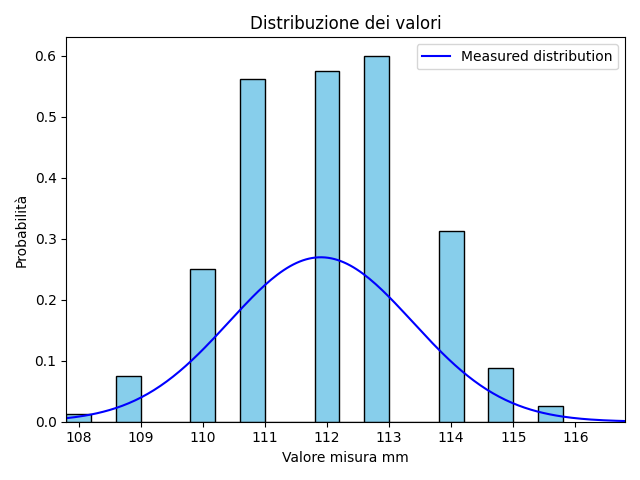 Distribuzione dei valori
Measured distribution
0.6
0.5
0.4
0.3
0.2
0.1
0.0
Probabilità
108 109 110 111 112 113 114 115 116
Valore misura mm